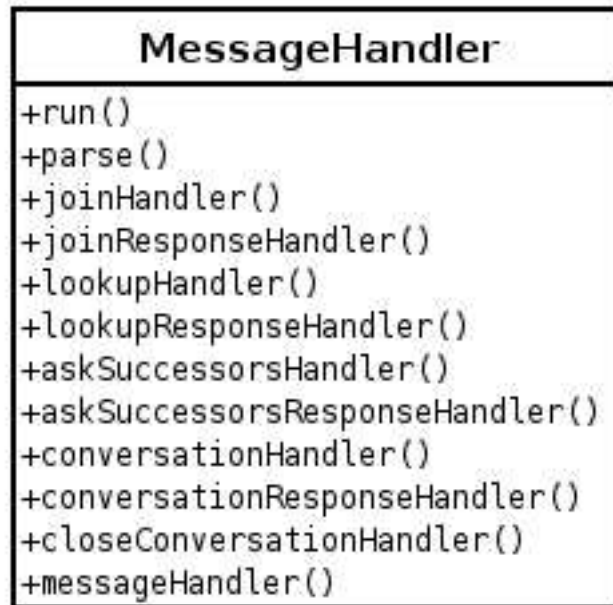 MessageHandler
+run()
+parse()
+joinHandler()
+joinResponseHandler()
+lookupHandler()
+lookupResponseHandler()
+askSuccessorsHandler()
+askSuccessorsResponseHandler()
+conversationHandler()
+conversationResponseHandler()
+closeConversationHandler()
+messageHandler()